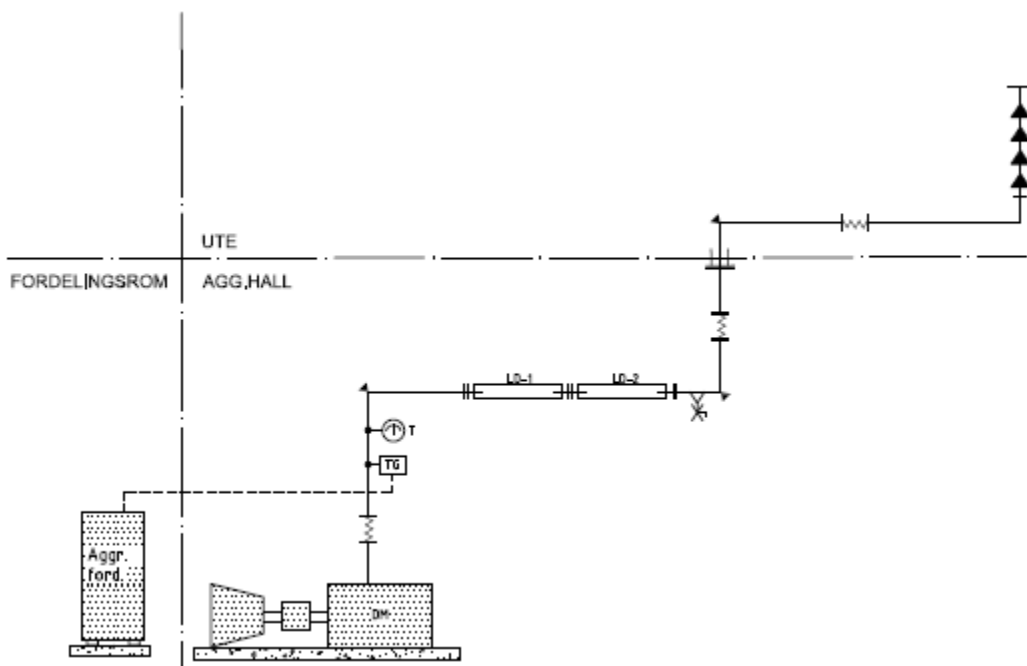 UTE
FORDELINGSROM
AGG.HALL
LD-1
LD-2
T
TG
Aggr.
ford.
DM